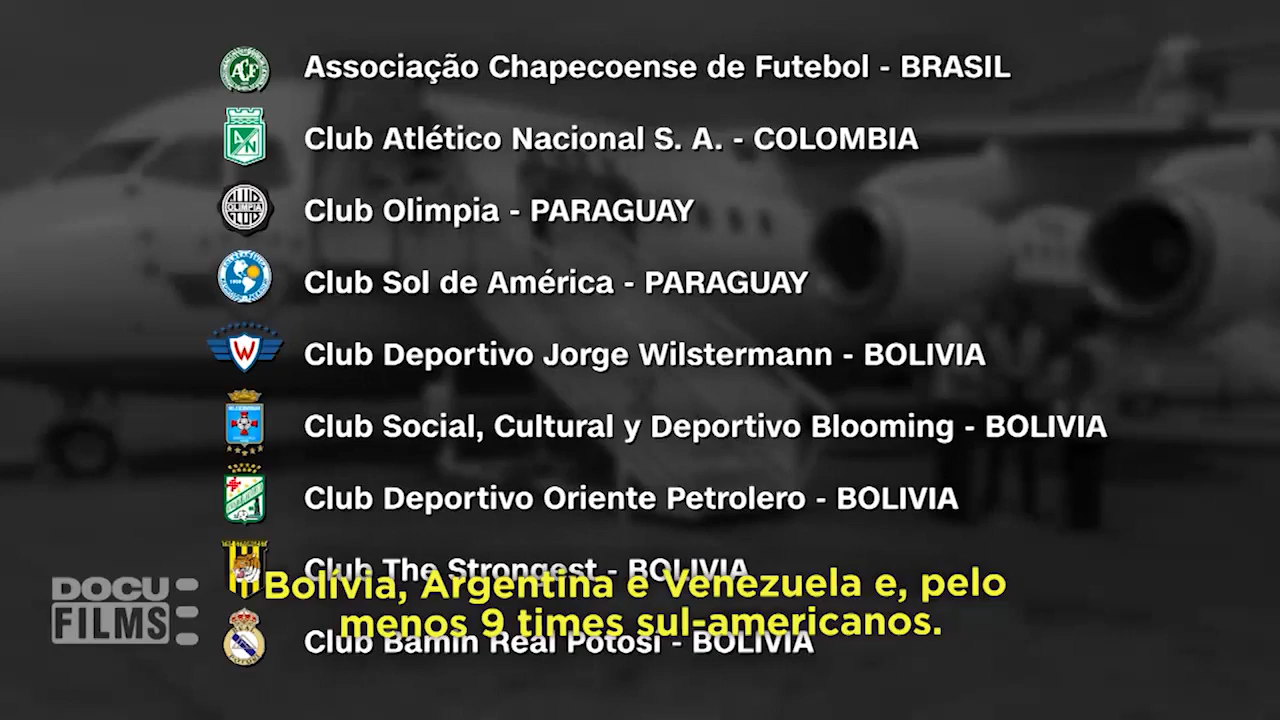 Associação Chapecoense de Futebol - BRASIL
Club Atlético Nacional S. A. - COLOMBIA
OLIMPIA
Club Olimpia - PARAGUAY
Club Sol de América - PARAGUAY
W
Club Deportivo Jorge Wilstermann - BOLIVIA
Club Social, Cultural y Deportivo Blooming - BOLIVIA
Club Deportivo Oriente Petrolero - BOLIVIA
Club The Strongest - BOLIVIA
Bolívia, Argentina e Venezuela e, pelo
menos 9 times sul-americanos.
DOCU
FILMS
Club Bamin Real Potosí - BOLIVIA